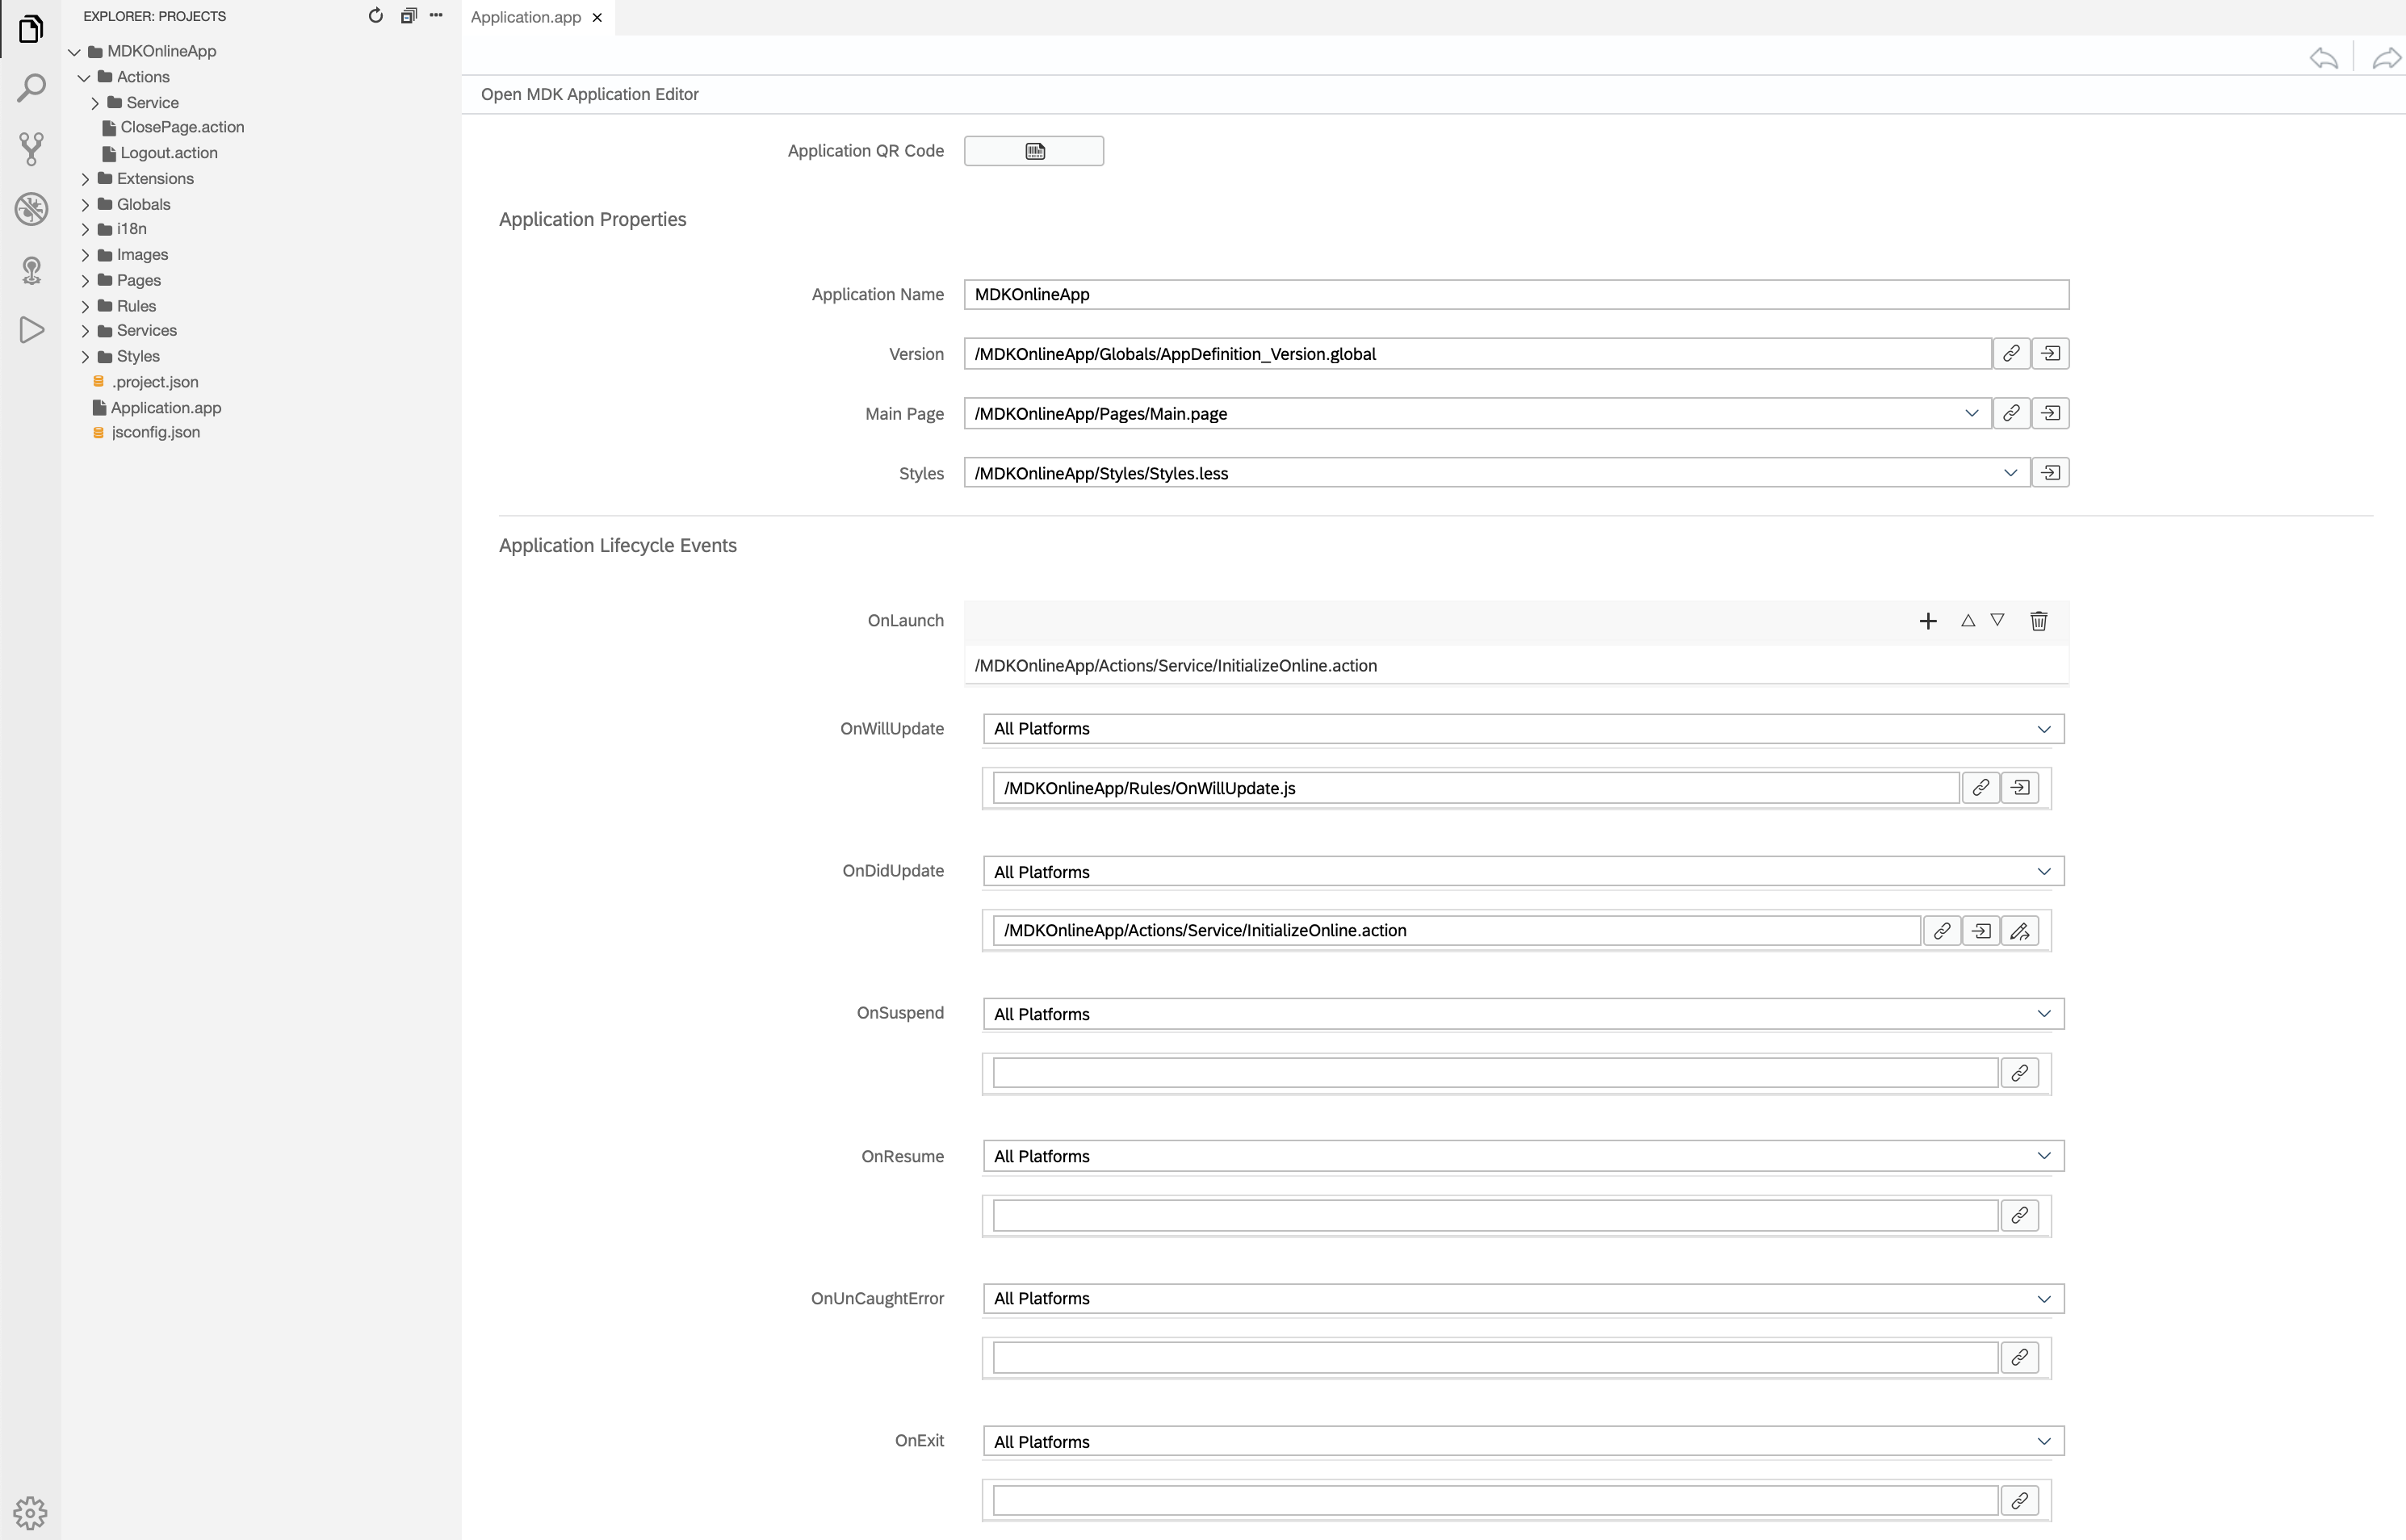 EXPLORER: PROJECTS
MDKOnlineApp
Actions
Service
ClosePage.action
Logout.action
Extensions
Globals
i18n
Images
Pages
Rules
Services
Styles
.project.json
Application.app
jsconfig.json
Application.app
Open MDK Application Editor
Application QR Code
Application Properties
Application Name MDKOnlineApp
Version /MDKOnlineApp/Globals/AppDefinition_Version.global
Main Page /MDKOnlineApp/Pages/Main.page
Styles /MDKOnlineApp/Styles/Styles.less
Application Lifecycle Events
OnLaunch
/MDKOnlineApp/Actions/Service/InitializeOnline.action
OnWillUpdate All Platforms
/MDKOnlineApp/Rules/OnWillUpdate.js
OnDidUpdate All Platforms
/MDKOnlineApp/Actions/Service/InitializeOnline.action
OnSuspend All Platforms
OnResume All Platforms
OnUnCaughtError All Platforms
OnExit All Platforms